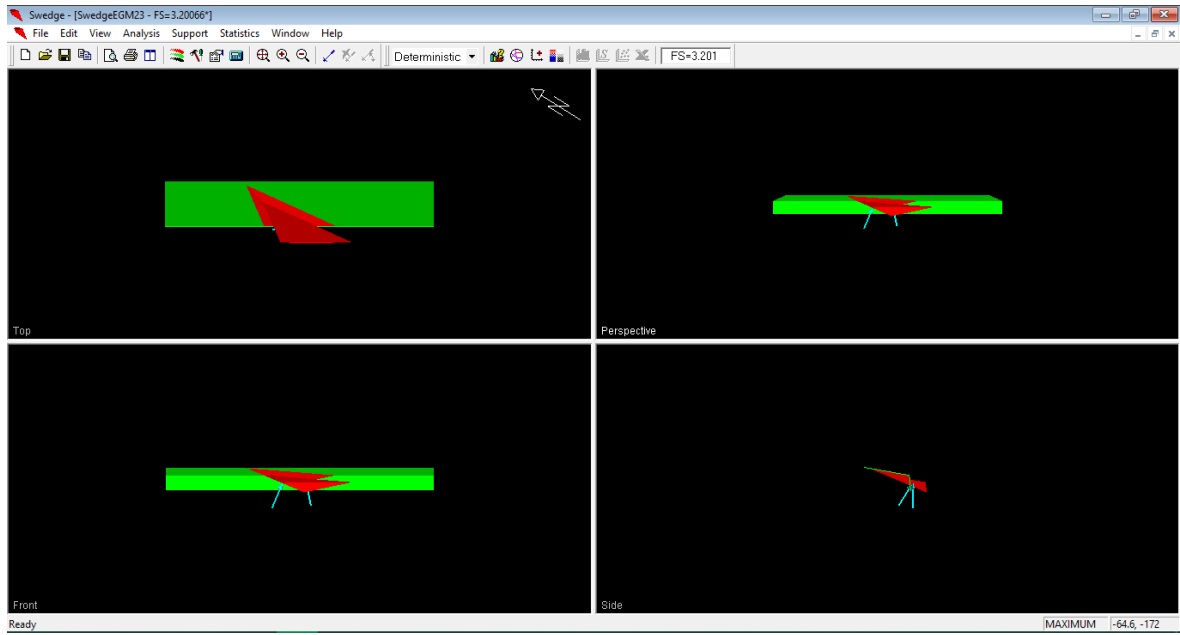 Swedge - [SwedgeEGM23 - FS=3.20066*]
File Edit View Analysis Support Statistics Window Help
Deterministic FS=3.201
Top
Perspective
Front
Side
Ready MAXIMUM -64.6, -172